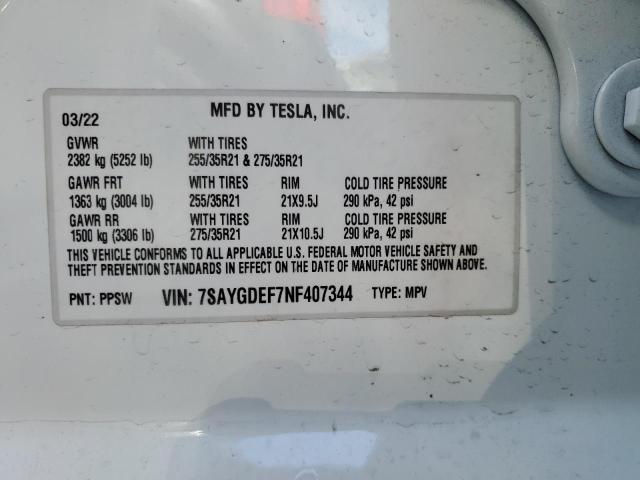 03/22 MFD BY TESLA, INC.
GVWR WITH TIRES
2382 kg (5252 lb) 255/35R21 & 275/35R21
GAWR FRT WITH TIRES RIM COLD TIRE PRESSURE
1363 kg (3004 lb) 255/35R21 21X9.5J 290 kPa, 42 psi
GAWR RR WITH TIRES RIM COLD TIRE PRESSURE
1500 kg (3306 lb) 275/35R21 21X10.5J 290 kPa, 42 psi
THIS VEHICLE CONFORMS TO ALL APPLICABLE U.S. FEDERAL MOTOR VEHICLE SAFETY AND
THEFT PREVENTION STANDARDS IN EFFECT ON THE DATE OF MANUFACTURE SHOWN ABOVE.
PNT: PPSW VIN: 7SAYGDEF7NF407344 TYPE: MPV